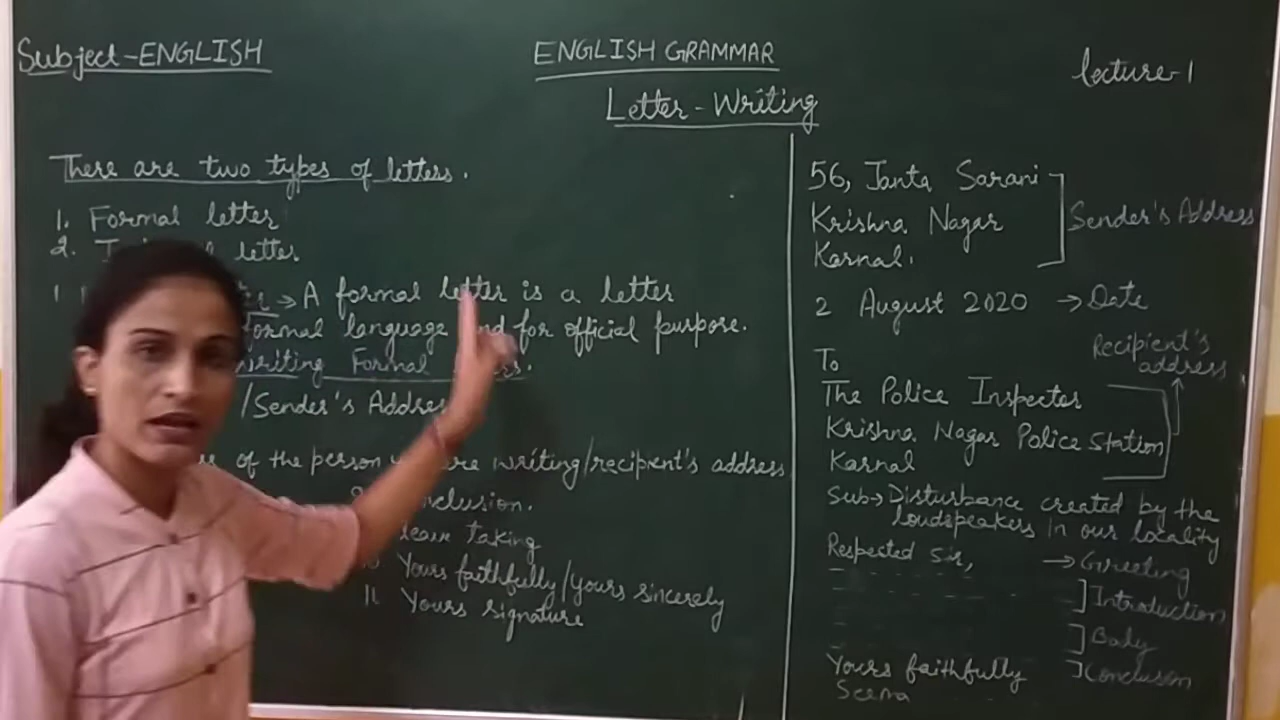 Subject-ENGLISH
ENGLISH GRAMMAR
Lecture-1
Letter-Writing
There are two types of letters.
1. Formal letter
2. letter
→ A formal letter is a letter
formal language and for official purpose.
writing Formal
/Sender's Address
of the person writing/recipient's address
Conclusion.
taking
Yours faithfully/yours sincerely
11. Yours signature
56, Janta Sarani
Krishna Nagar
Karnal.
Sender's Address
2 August 2020 → Date
To
The Police Inspector
Krishna Nagar Police Station
Karnal
Recipient's
address
Sub → Disturbance created by the
loudspeakers in our locality
Respected Sir, → Greeting
Introduction
Body
Conclusion
Yours faithfully
Seema